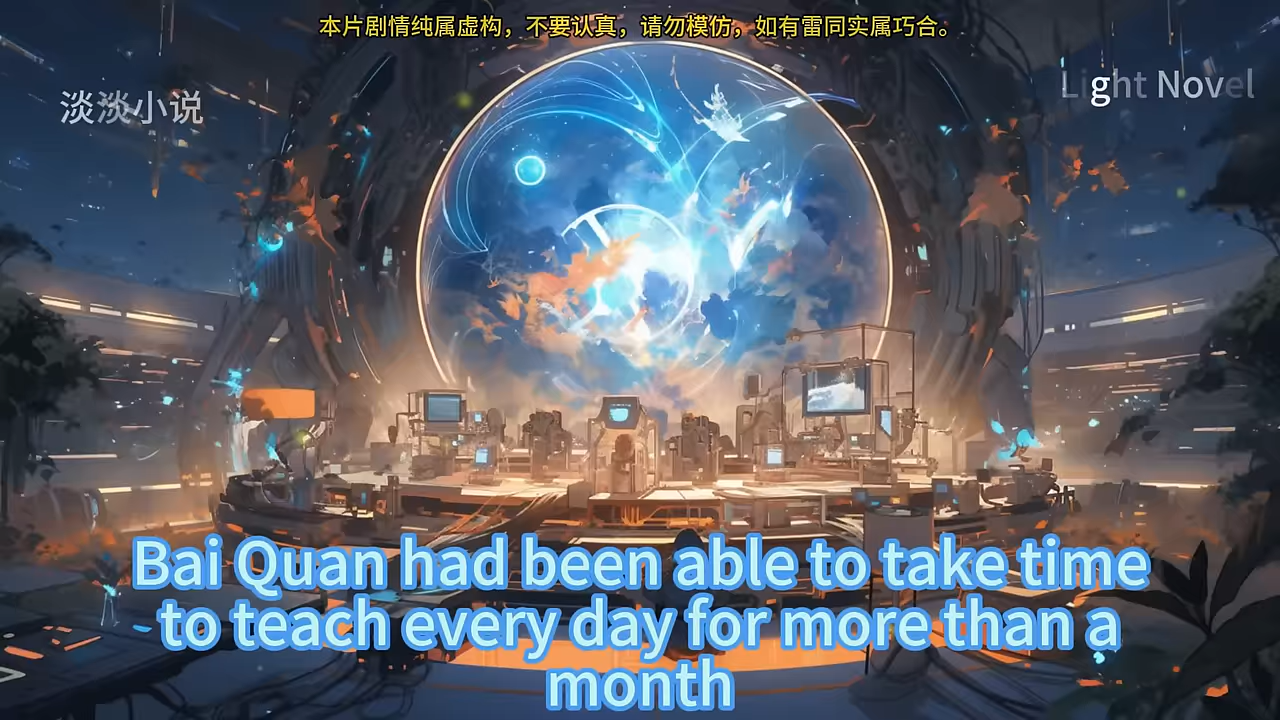 本片剧情纯属虚构，不要认真，请勿模仿，如有雷同实属巧合。
淡淡小说
Light Novel
Bai Quan had been able to take time
to teach every day for more than a
month